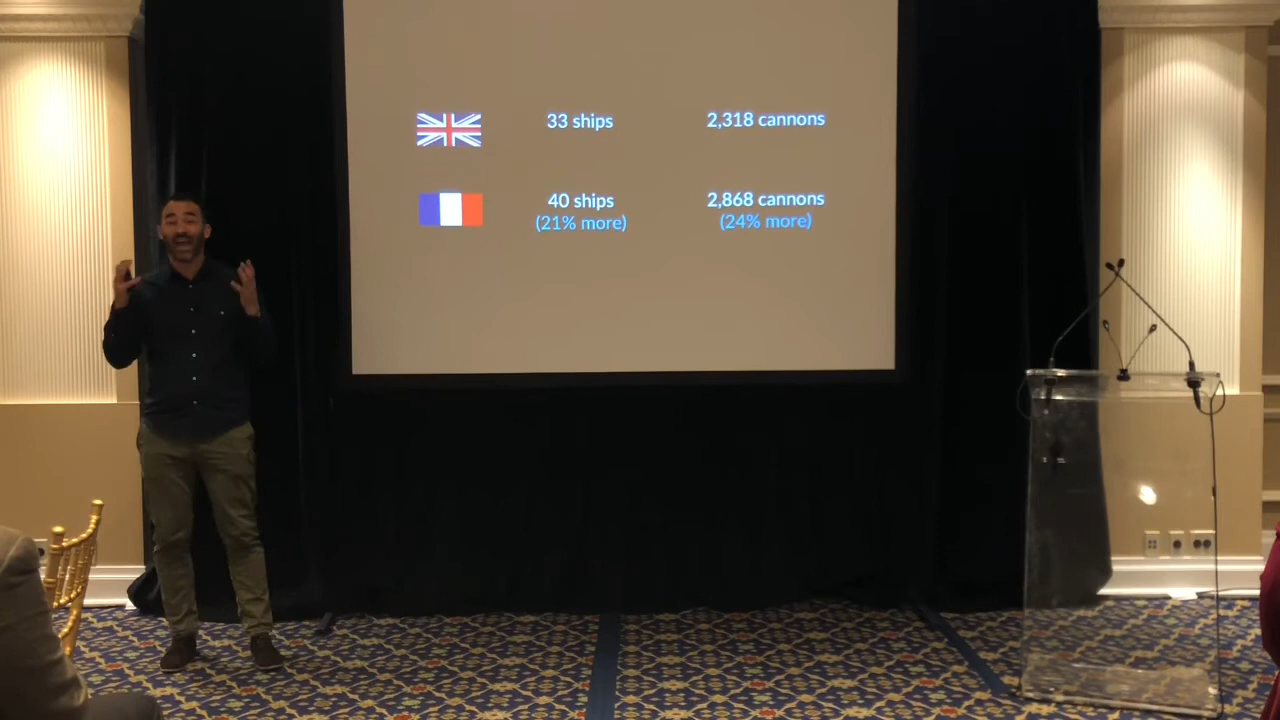 33 ships
2,318 cannons
40 ships
(21% more)
2,868 cannons
(24% more)